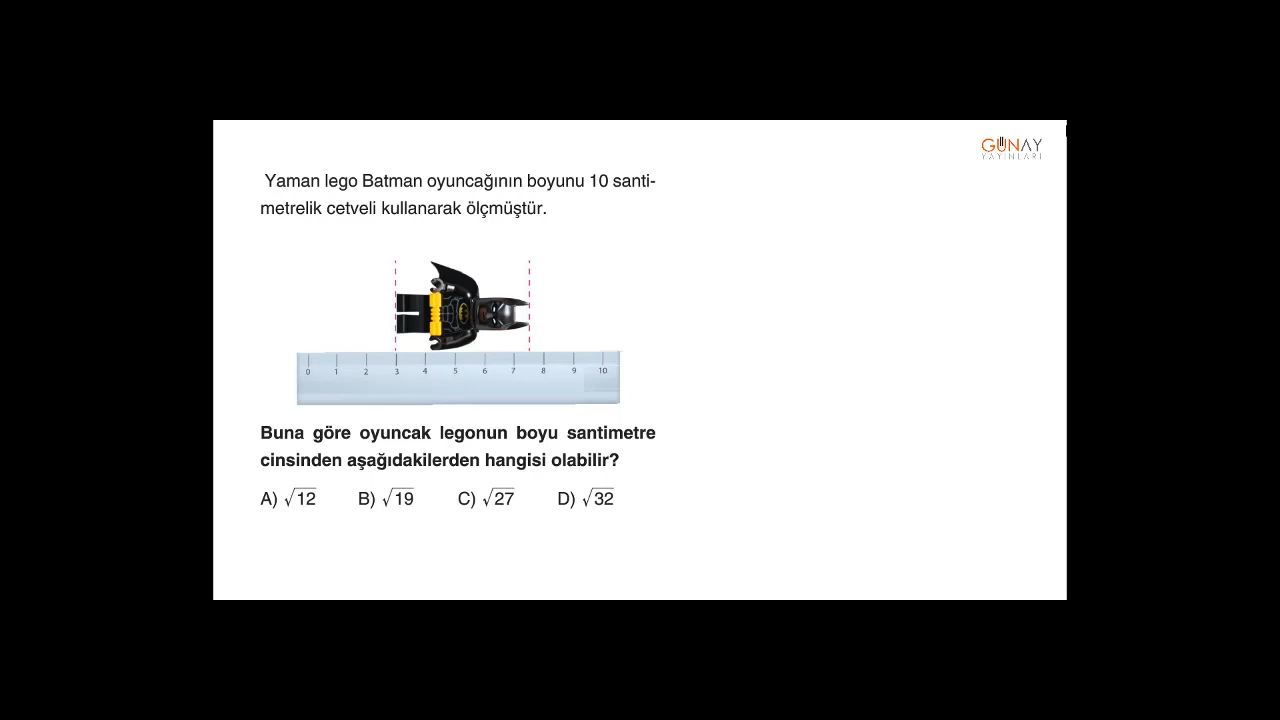 GÜNAY
YAYINLARI
Yaman lego Batman oyuncağının boyunu 10 santi-
metrelik cetveli kullanarak ölçmüştür.
0 1 2 3 4 5 6 7 8 9 10
Buna göre oyuncak legonun boyu santimetre
cinsinden aşağıdakilerden hangisi olabilir?
A) √12 B) √19 C) √27 D) √32